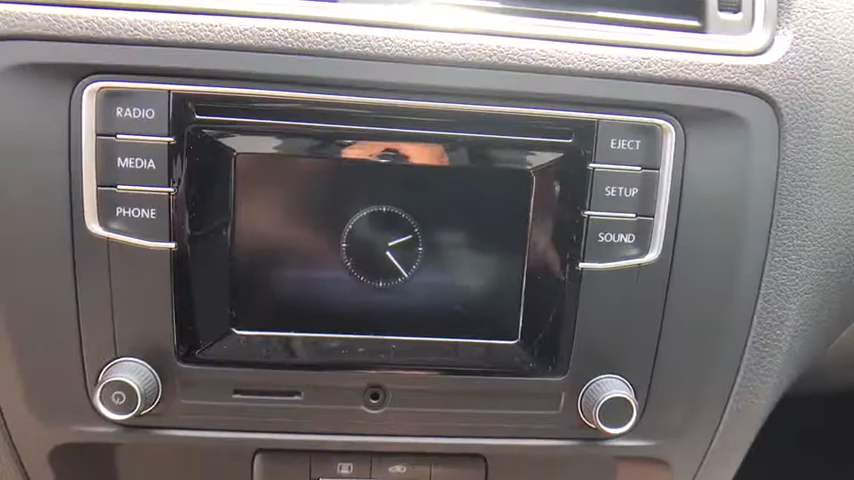 RADIO
MEDIA
PHONE
EJECT
SETUP
SOUND